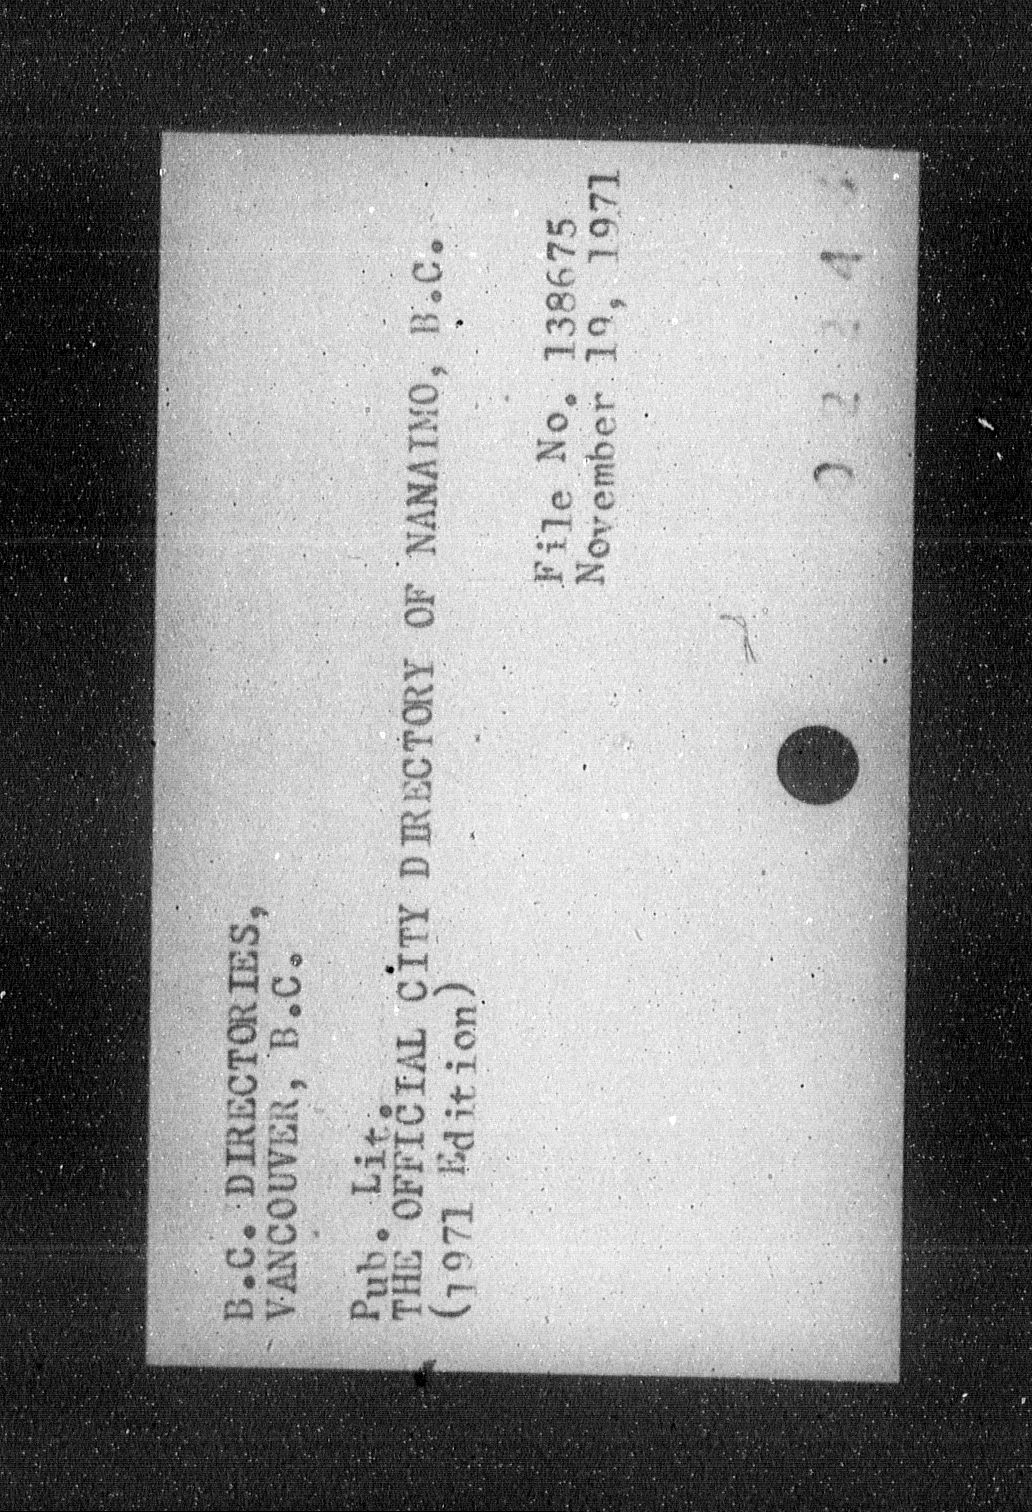 B.C. DIRECTORIES,
VANCOUVER, B.C.
Pub. Lit.
THE OFFICIAL CITY DIRECTORY OF NANAIMO, B.C.
(1971 Edition)
File No. 138675
November 19, 1971